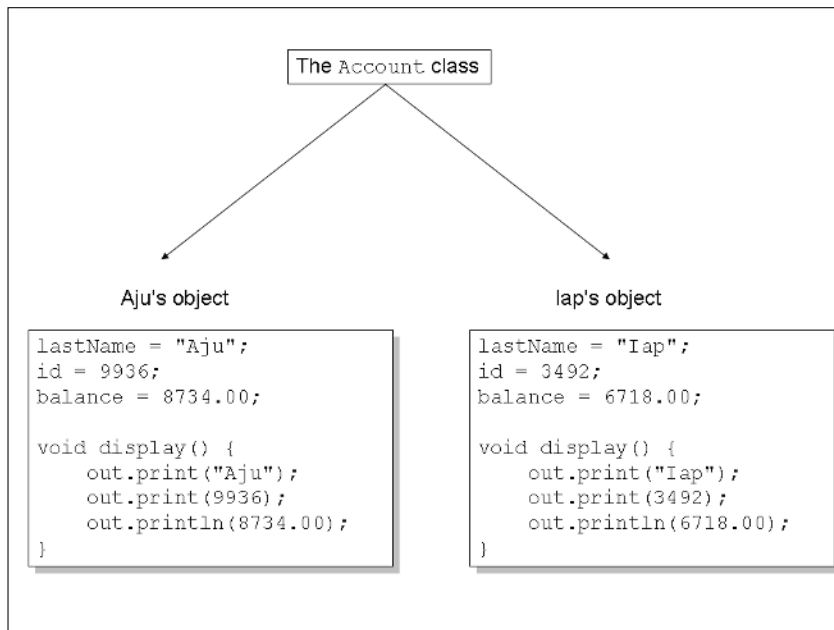 The Account class
Aju's object
lastName = "Aju";
id = 9936;
balance = 8734.00;
void display() {
out.print("Aju");
out.print(9936);
out.println(8734.00);
}
Iap's object
lastName = "Iap";
id = 3492;
balance = 6718.00;
void display() {
out.print("Iap");
out.print(3492);
out.println(6718.00);
}